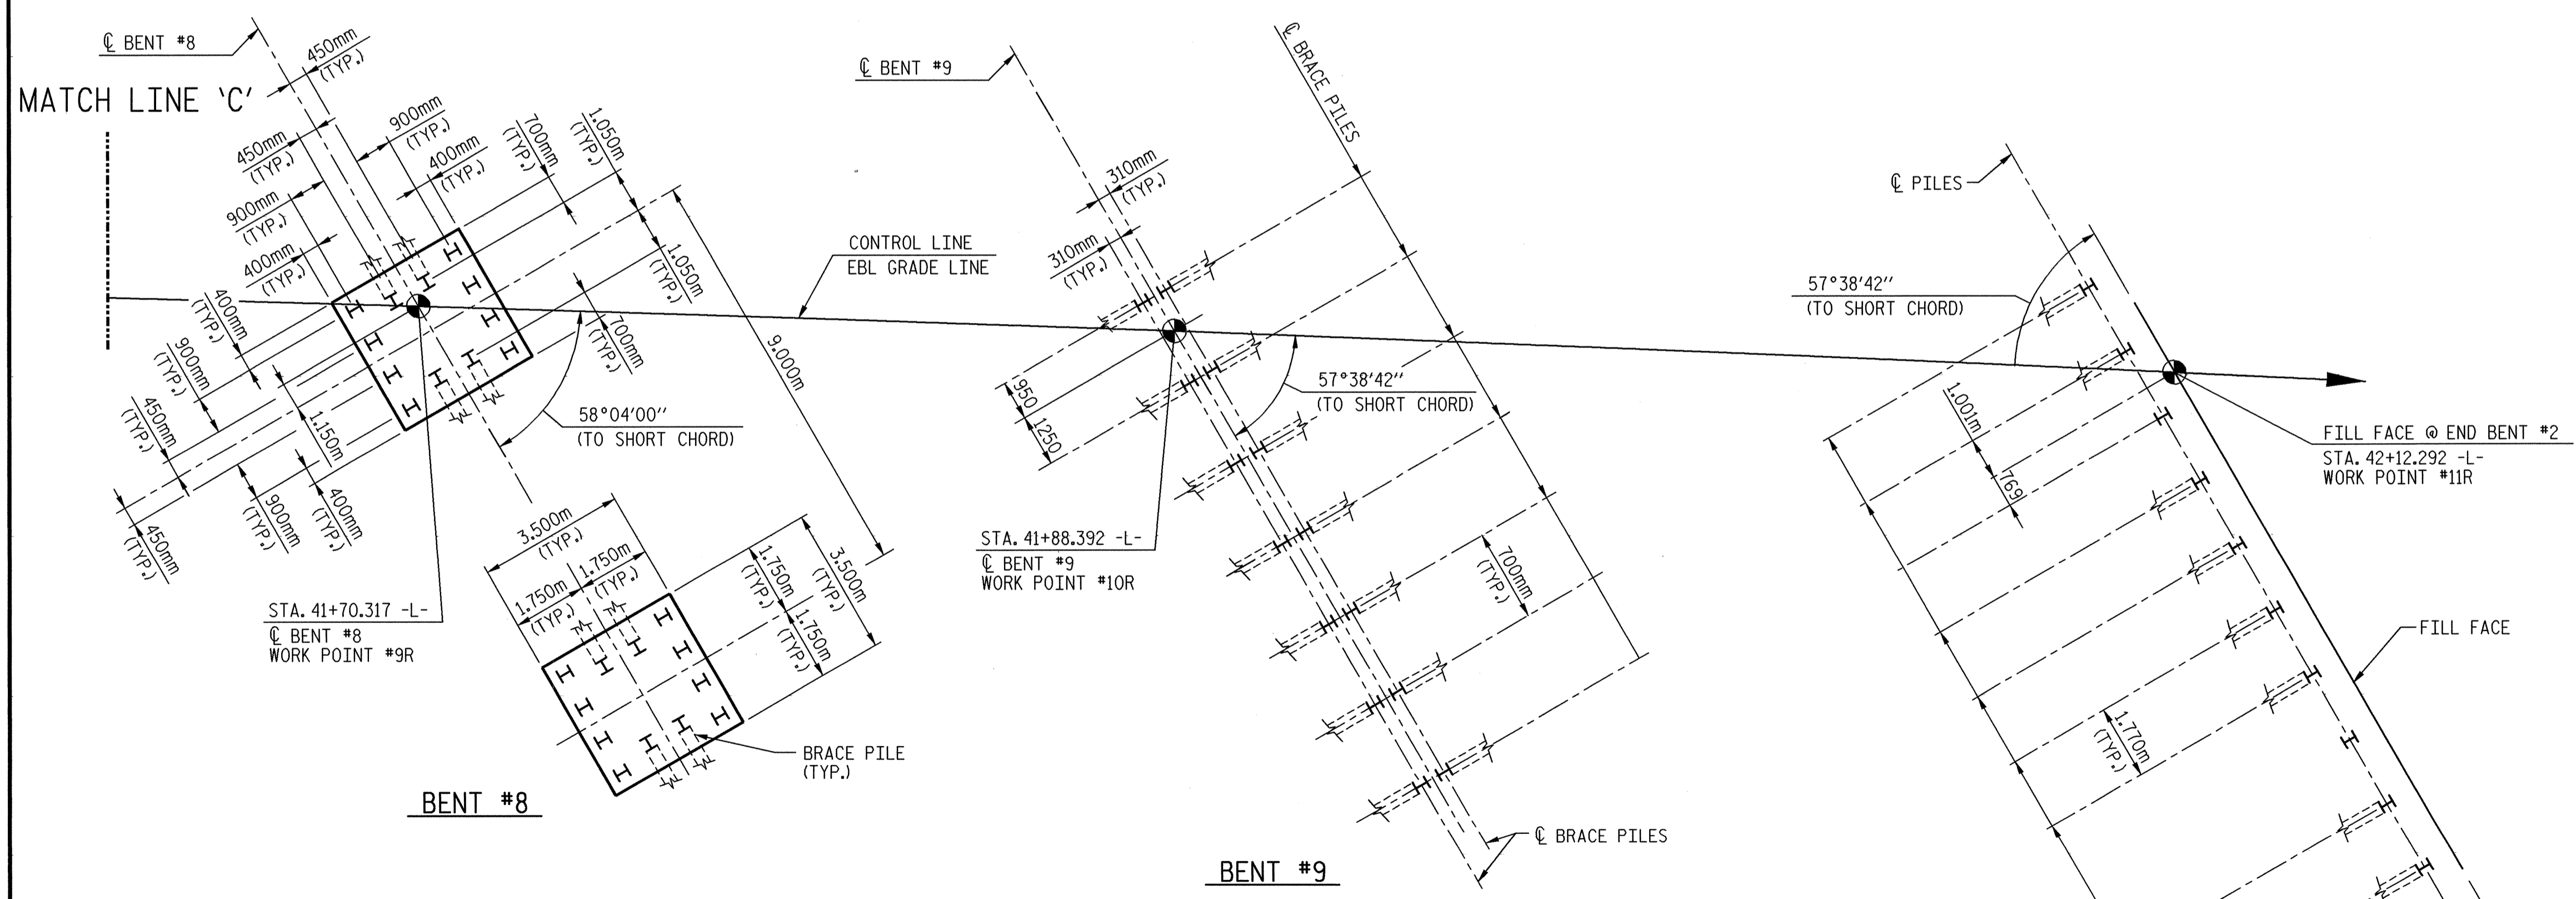 ℄ BENT #8
MATCH LINE 'C'
450mm
(TYP.)
450mm
(TYP.)
900mm
(TYP.)
400mm
(TYP.)
900mm
(TYP.)
400mm
(TYP.)
700mm
(TYP.)
1.050m
(TYP.)
1.050m
(TYP.)
700mm
(TYP.)
9.000m
400mm
(TYP.)
900mm
(TYP.)
450mm
(TYP.)
450mm
(TYP.)
900mm
(TYP.)
400mm
(TYP.)
1.150m
(TYP.)
58°04'00"
(TO SHORT CHORD)
STA. 41+70.317 -L-
℄ BENT #8
WORK POINT #9R
3.500m
(TYP.)
1.750m
(TYP.)
1.750m
(TYP.)
1.750m
(TYP.)
3.500m
(TYP.)
1.750m
(TYP.)
BRACE PILE
(TYP.)
BENT #8
CONTROL LINE
EBL GRADE LINE
℄ BENT #9
℄ BRACE PILES
310mm
(TYP.)
310mm
(TYP.)
950
1250
57°38'42"
(TO SHORT CHORD)
STA. 41+88.392 -L-
℄ BENT #9
WORK POINT #10R
700mm
(TYP.)
℄ BRACE PILES
BENT #9
℄ PILES
57°38'42"
(TO SHORT CHORD)
1.001m
769
FILL FACE @ END BENT #2
STA. 42+12.292 -L-
WORK POINT #11R
FILL FACE
1.770m
(TYP.)